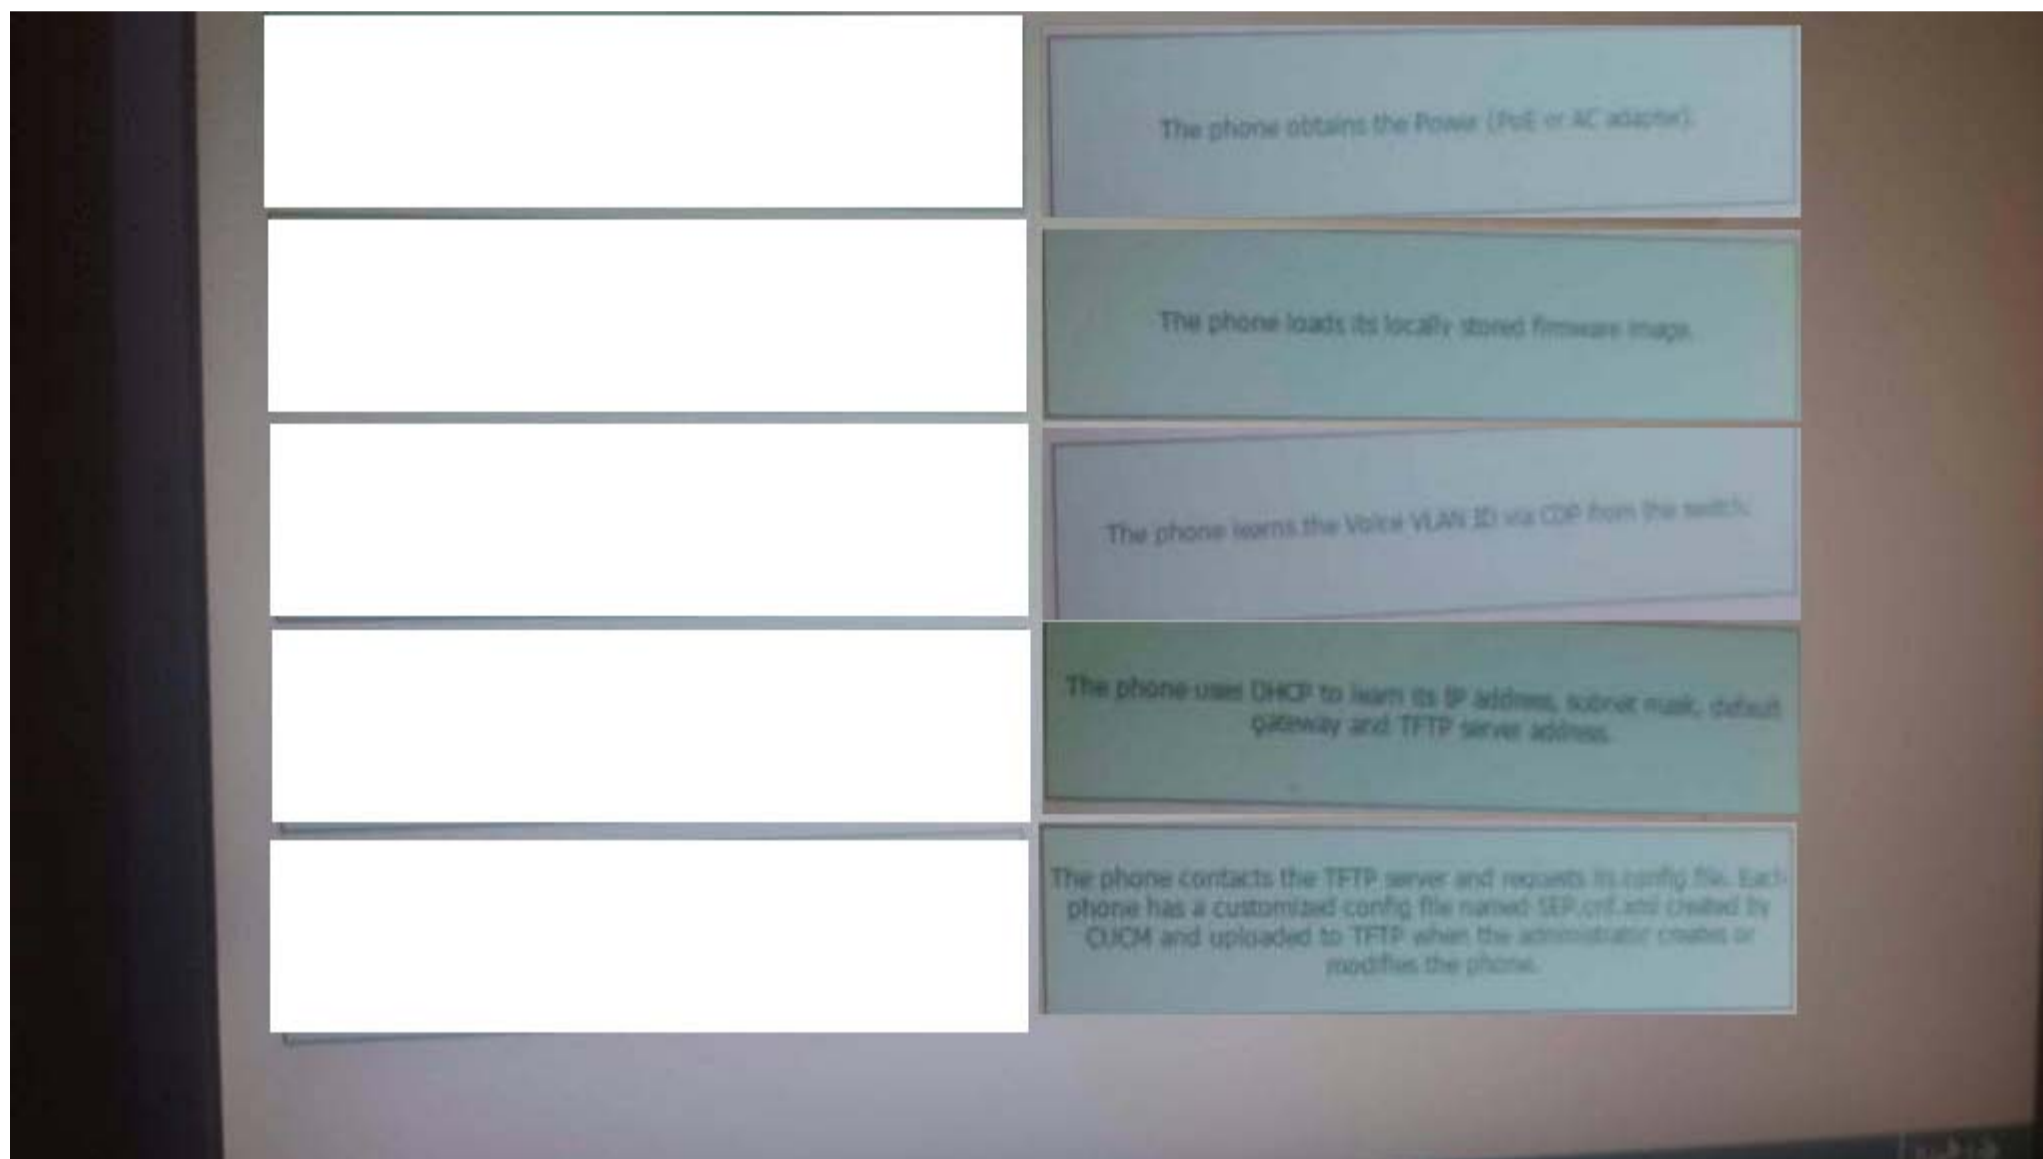 The phone obtains the Power (PoE or AC adapter).
The phone loads its locally stored firmware image.
The phone learns the Voice VLAN ID via CDP from the switch.
The phone uses DHCP to learn its IP address, subnet mask, default
gateway and TFTP server address.
The phone contacts the TFTP server and requests its config file. Each
phone has a customized config file named SEP.cnf.xml created by
CUCM and uploaded to TFTP when the administrator creates or
modifies the phone.